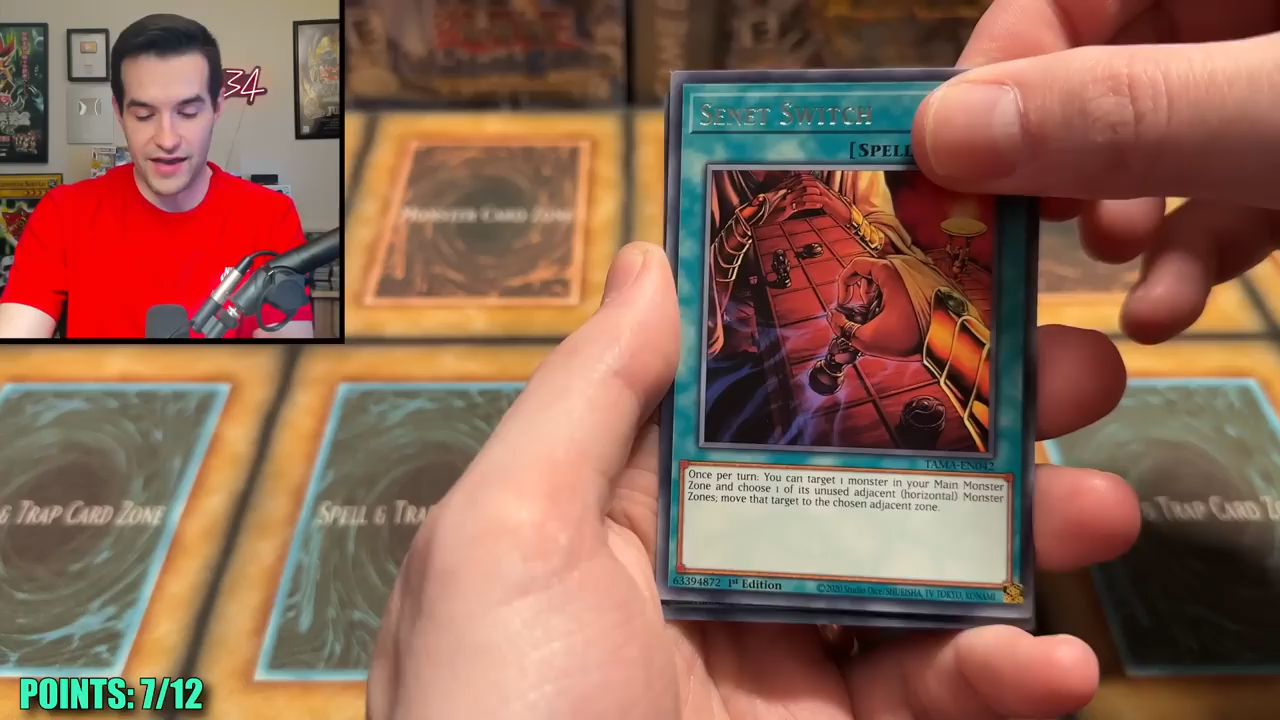 34
MONSTER CARD ZONE
SENET SWITCH
[SPELL
TAMA-EN042
Once per turn: You can target 1 monster in your Main Monster
Zone and choose 1 of its unused adjacent (horizontal) Monster
Zones; move that target to the chosen adjacent zone.
63394872 1st Edition
©2020 Studio Dice/SHUEISHA, TV TOKYO, KONAMI
& TRAP CARD ZONE
SPELL & TRA
TRAP CARD ZO
POINTS: 7/12